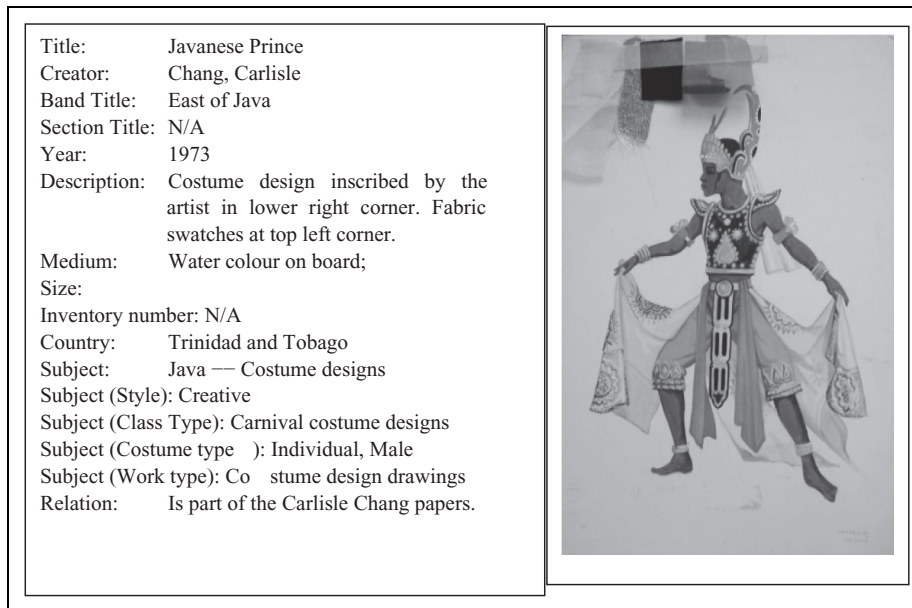 Title: Javanese Prince
Creator: Chang, Carlisle
Band Title: East of Java
Section Title: N/A
Year: 1973
Description: Costume design inscribed by the
artist in lower right corner. Fabric
swatches at top left corner.
Medium: Water colour on board;
Size:
Inventory number: N/A
Country: Trinidad and Tobago
Subject: Java −− Costume designs
Subject (Style): Creative
Subject (Class Type): Carnival costume designs
Subject (Costume type ): Individual, Male
Subject (Work type): Co stume design drawings
Relation: Is part of the Carlisle Chang papers.